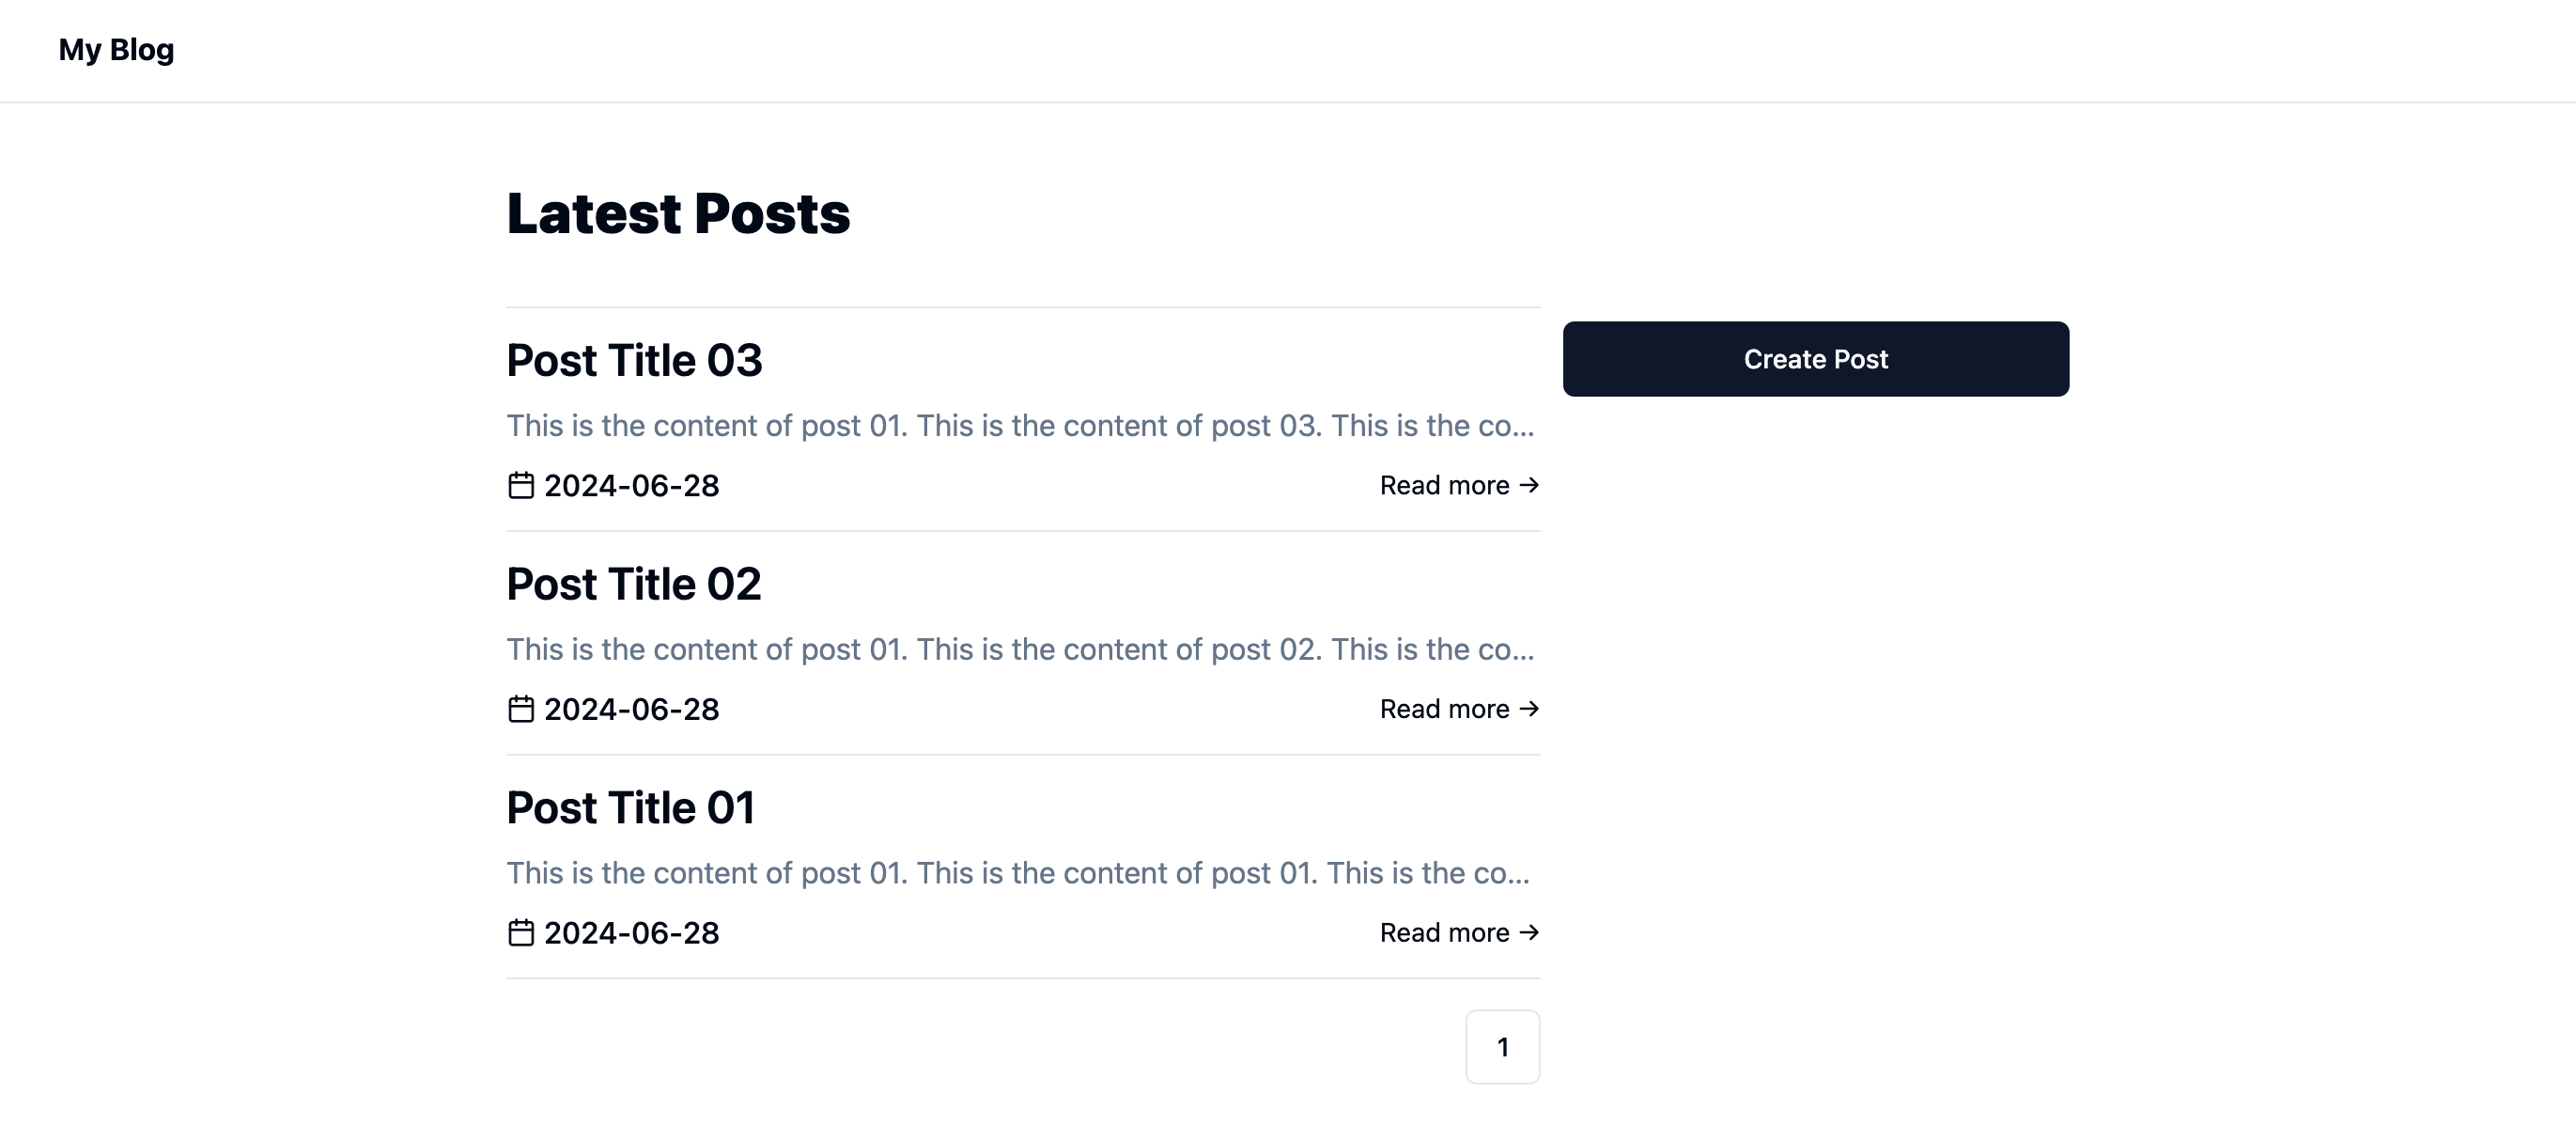 My Blog
Latest Posts
Post Title 03
This is the content of post 01. This is the content of post 03. This is the co...
2024-06-28
Read more →
Create Post
Post Title 02
This is the content of post 01. This is the content of post 02. This is the co...
2024-06-28
Read more →
Post Title 01
This is the content of post 01. This is the content of post 01. This is the co...
2024-06-28
Read more →
1